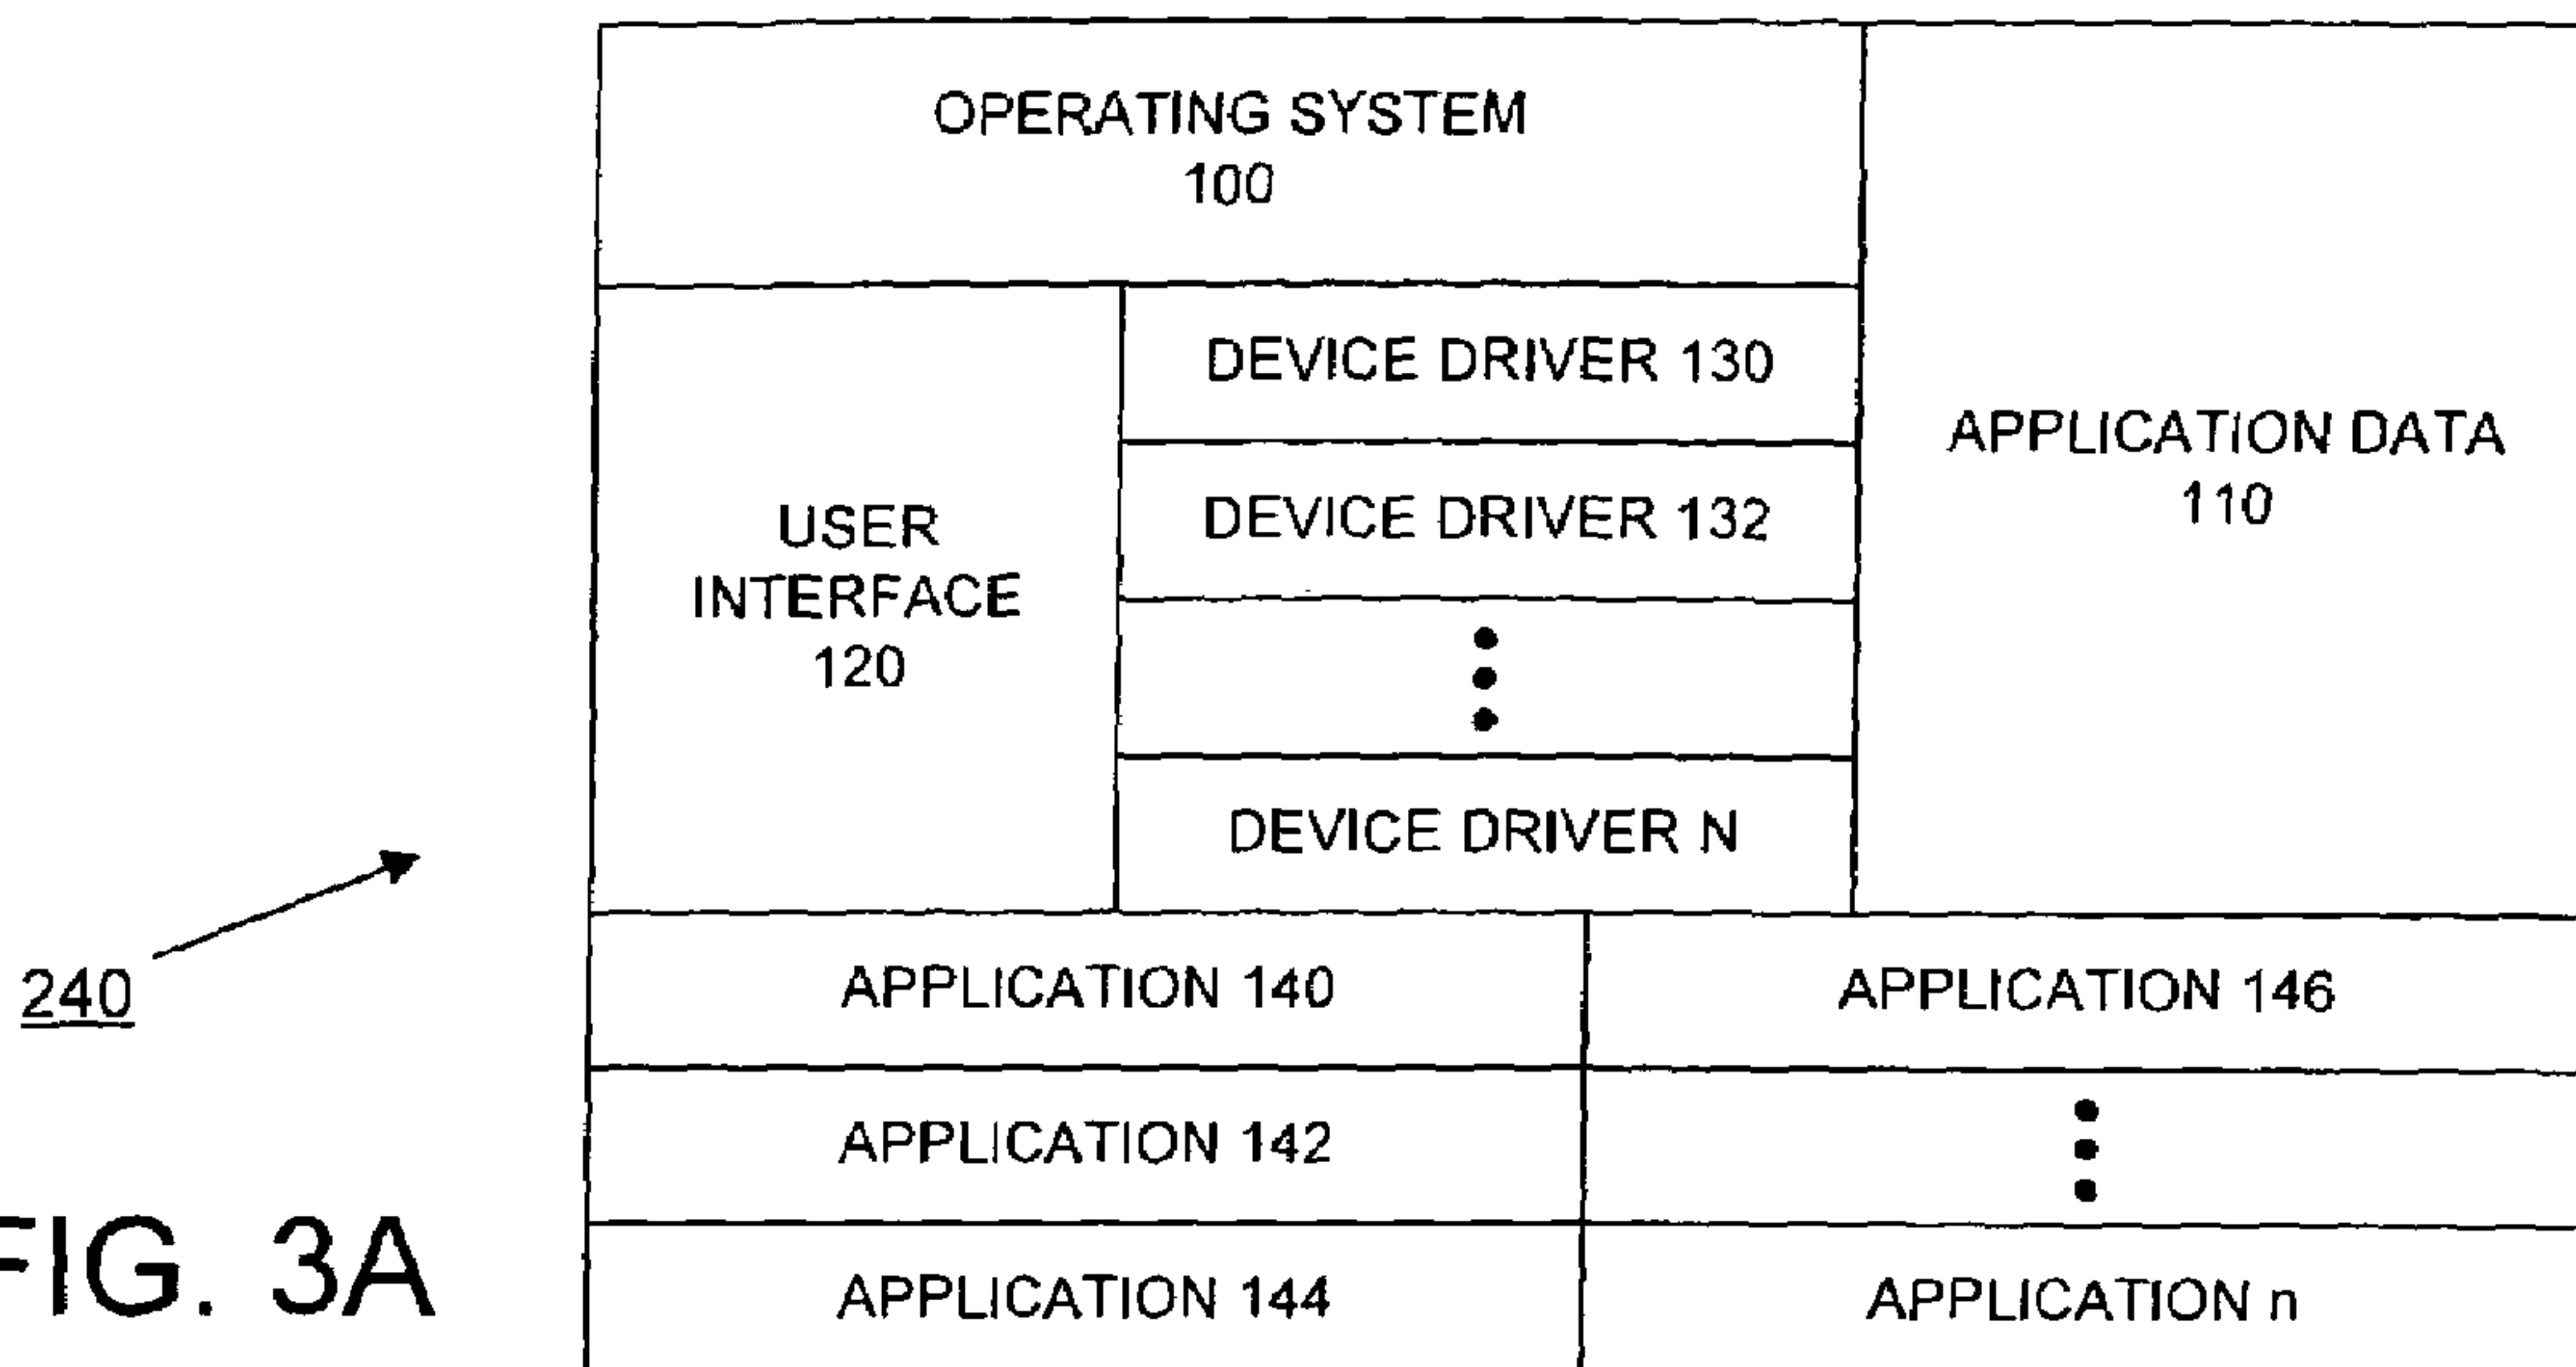 OPERATING SYSTEM
100
DEVICE DRIVER 130
DEVICE DRIVER 132
DEVICE DRIVER N
USER
INTERFACE
120
APPLICATION DATA
110
APPLICATION 140
APPLICATION 142
APPLICATION 144
APPLICATION 146
APPLICATION n
240
FIG. 3A